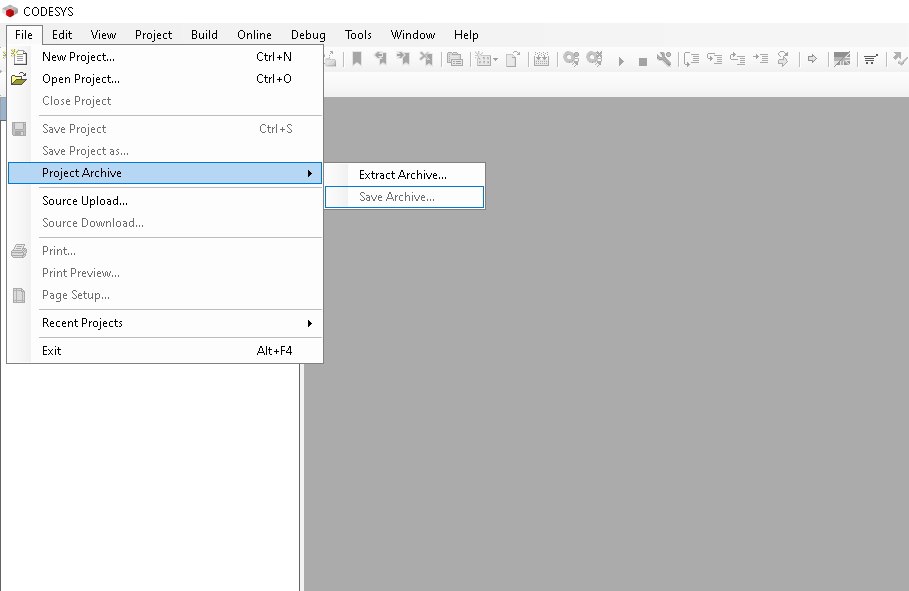 CODESYS
File Edit View Project Build Online Debug Tools Window Help
New Project... Ctrl+N
Open Project... Ctrl+O
Close Project
Save Project Ctrl+S
Save Project as...
Project Archive
Extract Archive...
Save Archive...
Source Upload...
Source Download...
Print...
Print Preview...
Page Setup...
Recent Projects
Exit Alt+F4